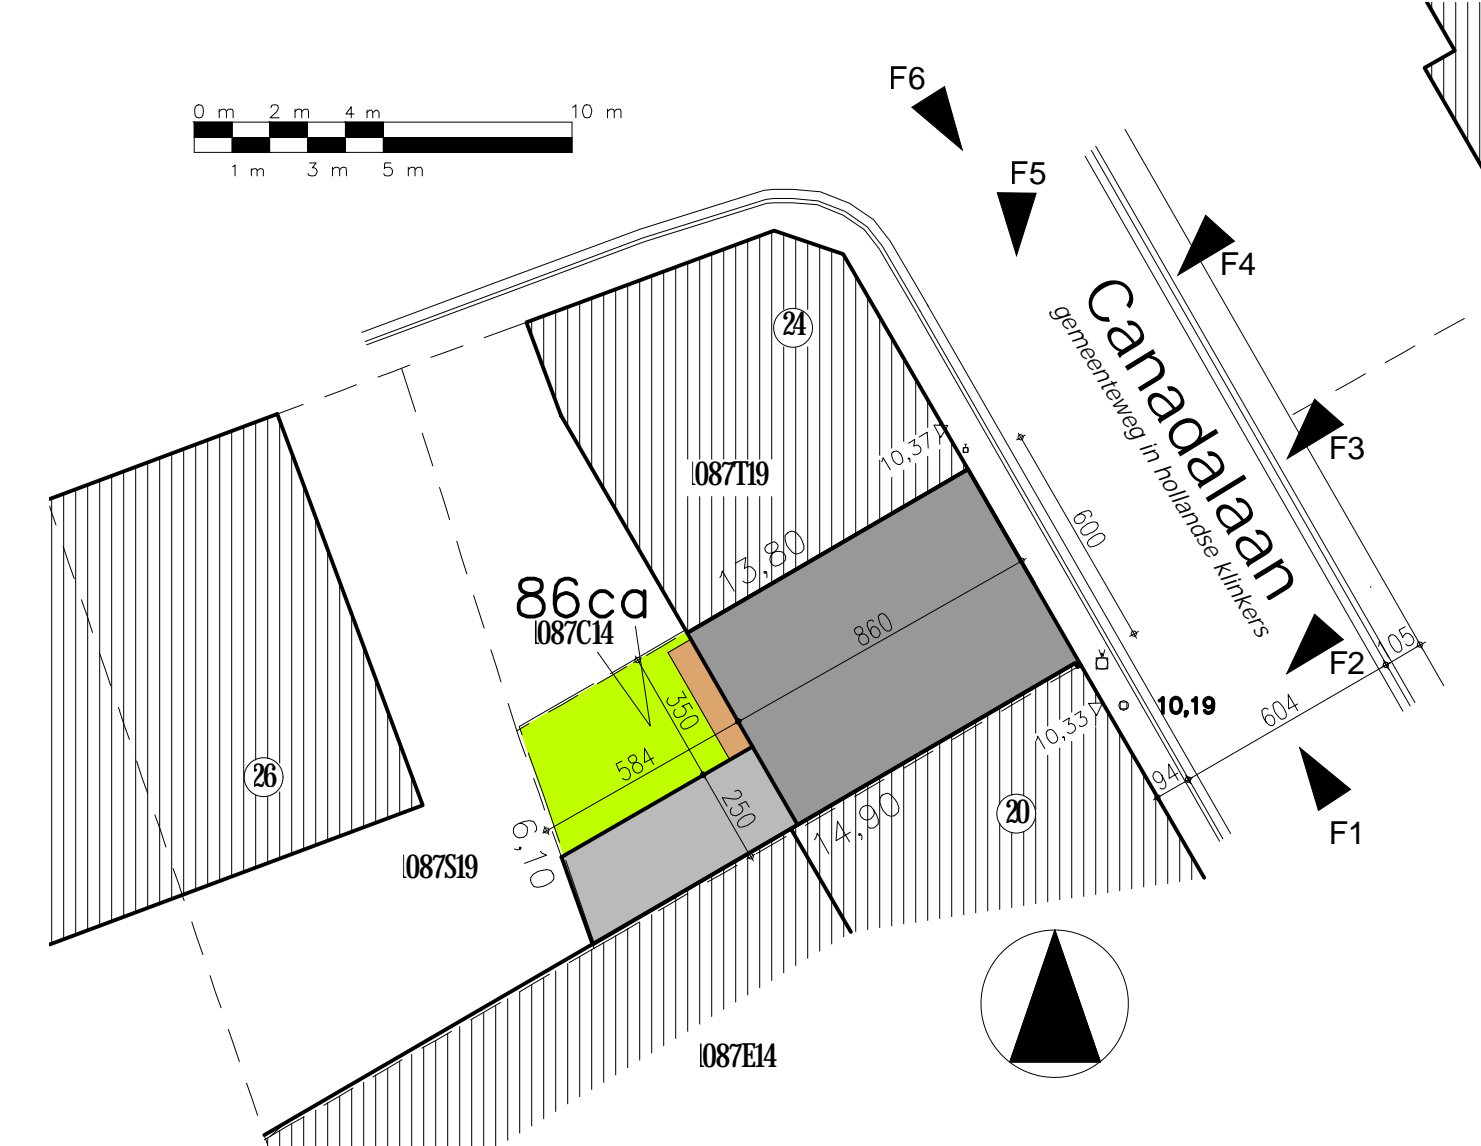 0 m 2 m 4 m 10 m
1 m 3 m 5 m
F6
F5
F4
F3
F2
F1
Canadalaan
gemeenteweg in hollandse klinkers
24
1087T19
10,37
13,80
600
860
86ca
1087C14
350
584
250
6,10
14,90
10,33
10,19
94
604
105
26
1087S19
20
1087E14